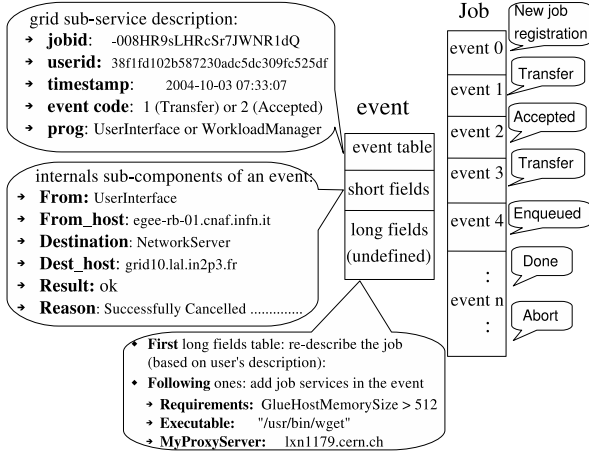 grid sub-service description:
➔ jobid: -008HR9sLHRcSr7JWNR1dQ
➔ userid: 38f1fd102b587230adc5dc309fc525df
➔ timestamp: 2004-10-03 07:33:07
➔ event code: 1 (Transfer) or 2 (Accepted)
➔ prog: UserInterface or WorkloadManager
internals sub-components of an event:
➔ From: UserInterface
➔ From_host: egee-rb-01.cnaf.infn.it
➔ Destination: NetworkServer
➔ Dest_host: grid10.lal.in2p3.fr
➔ Result: ok
➔ Reason: Successfully Cancelled ..............
event
event table
short fields
long fields
(undefined)
◆ First long fields table: re-describe the job
(based on user's description):
◆ Following ones: add job services in the event
➔ Requirements: GlueHostMemorySize > 512
➔ Executable: "/usr/bin/wget"
➔ MyProxyServer: lxn1179.cern.ch
Job
event 0
event 1
event 2
event 3
event 4
:
event n
:
New job
registration
Transfer
Accepted
Transfer
Enqueued
Done
Abort